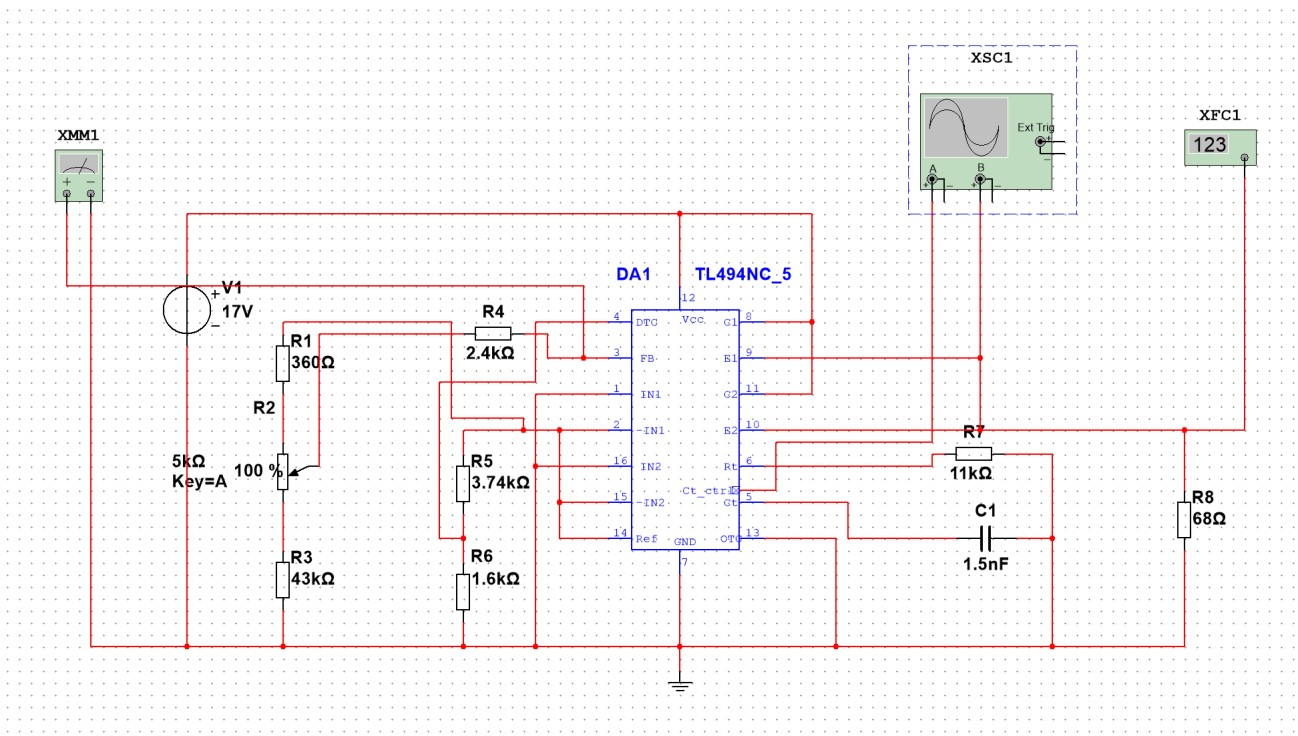 XSC1
Ext Trig
+
−
A
B
+
−
+
−
XFC1
123
XMM1
+
−
V1
+
17V
−
DA1
TL494NC_5
12
Vcc
R4
2.4kΩ
R1
360Ω
R2
5kΩ
Key=A
100 %
R3
43kΩ
R5
3.74kΩ
R6
1.6kΩ
4
DTC
3
FB
1
IN1
2
-IN1
16
IN2
15
-IN2
14
Ref
GND
7
C1
8
E1
9
C2
11
E2
10
Rt
6
Ct_ctrl
Ct
5
OTC
13
R7
11kΩ
C1
1.5nF
R8
68Ω